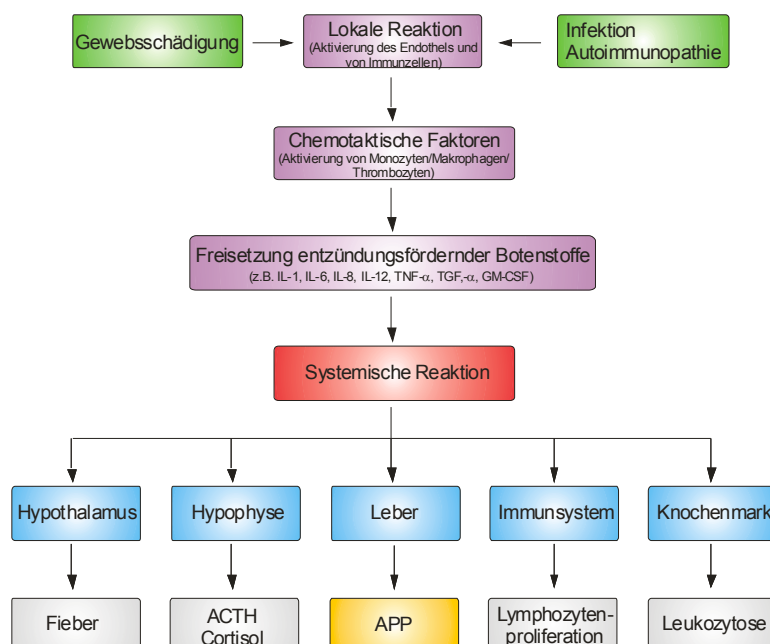 Gewebsschädigung
Lokale Reaktion
(Aktivierung des Endothels und
von Immunzellen)
Infektion
Autoimmunopathie
Chemotaktische Faktoren
(Aktivierung von Monozyten/Makrophagen/
Thrombozyten)
Freisetzung entzündungsfördernder Botenstoffe
(z.B. IL-1, IL-6, IL-8, IL-12, TNF-α, TGF,-α, GM-CSF)
Systemische Reaktion
Hypothalamus
Hypophyse
Leber
Immunsystem
Knochenmark
Fieber
ACTH
Cortisol
APP
Lymphozyten-
proliferation
Leukozytose